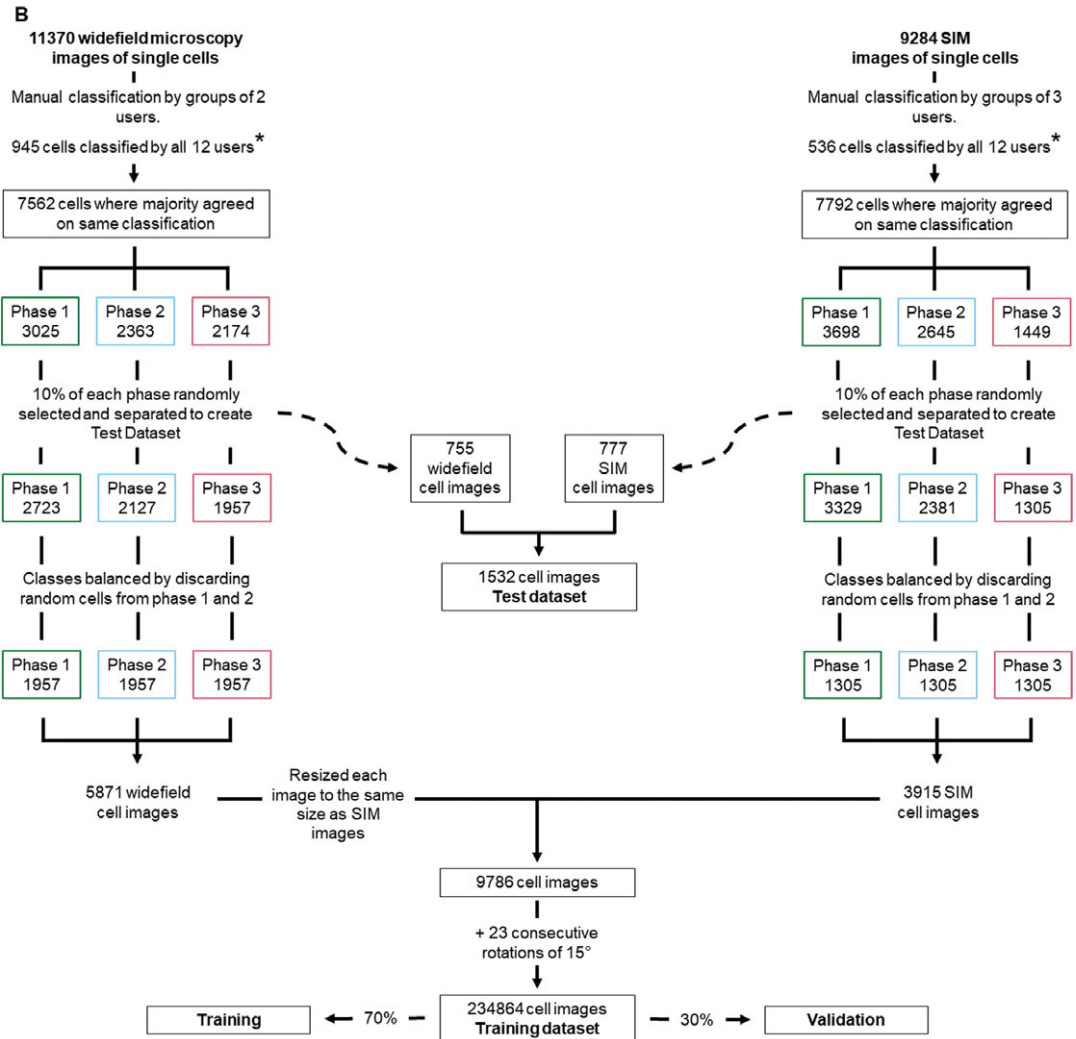 B
11370 widefield microscopy
images of single cells
Manual classification by groups of 2
users.
945 cells classified by all 12 users*
7562 cells where majority agreed
on same classification
Phase 1
3025
Phase 2
2363
Phase 3
2174
10% of each phase randomly
selected and separated to create
Test Dataset
Phase 1
2723
Phase 2
2127
Phase 3
1957
Classes balanced by discarding
random cells from phase 1 and 2
Phase 1
1957
Phase 2
1957
Phase 3
1957
5871 widefield
cell images
Resized each
image to the same
size as SIM
images
9284 SIM
images of single cells
Manual classification by groups of 3
users.
536 cells classified by all 12 users*
7792 cells where majority agreed
on same classification
Phase 1
3698
Phase 2
2645
Phase 3
1449
10% of each phase randomly
selected and separated to create
Test Dataset
Phase 1
3329
Phase 2
2381
Phase 3
1305
Classes balanced by discarding
random cells from phase 1 and 2
Phase 1
1305
Phase 2
1305
Phase 3
1305
3915 SIM
cell images
755
widefield
cell images
777
SIM
cell images
1532 cell images
Test dataset
9786 cell images
+ 23 consecutive
rotations of 15°
234864 cell images
Training dataset
70%
Training
30%
Validation